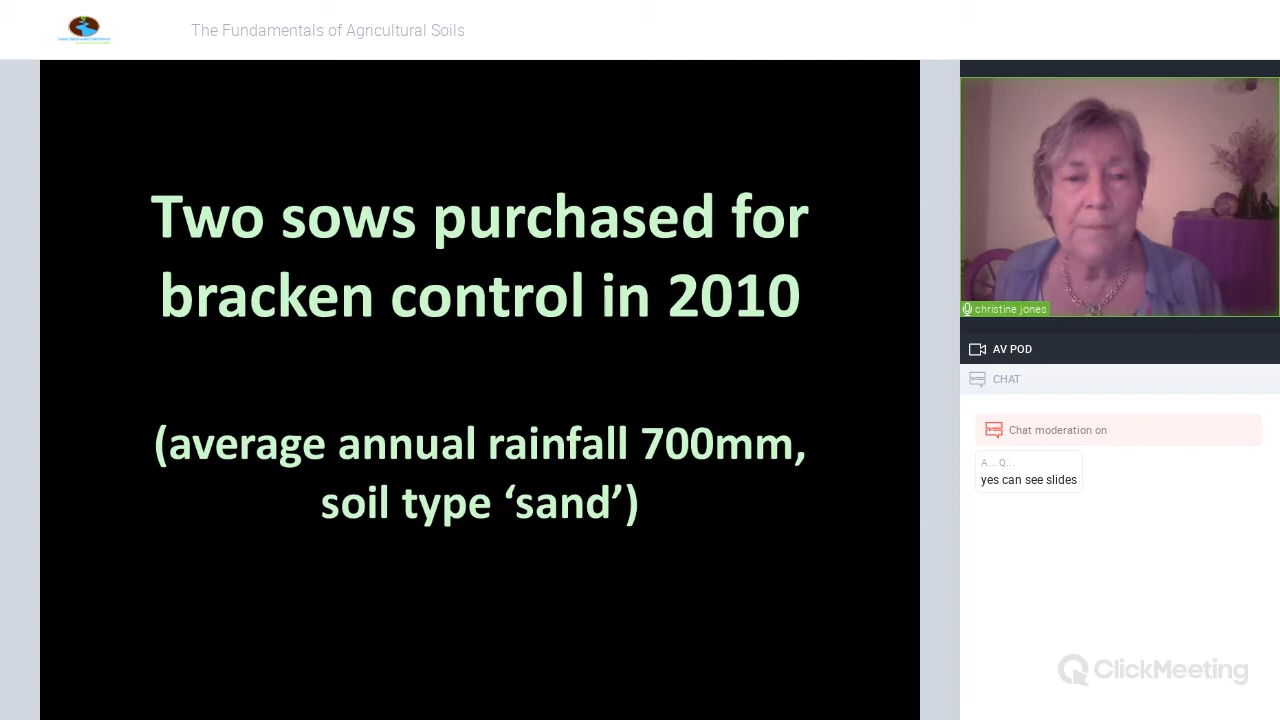 The Fundamentals of Agricultural Soils
Two sows purchased for
bracken control in 2010
(average annual rainfall 700mm,
soil type ‘sand’)
christine jones
AV POD
CHAT
Chat moderation on
A... Q...
yes can see slides
ClickMeeting